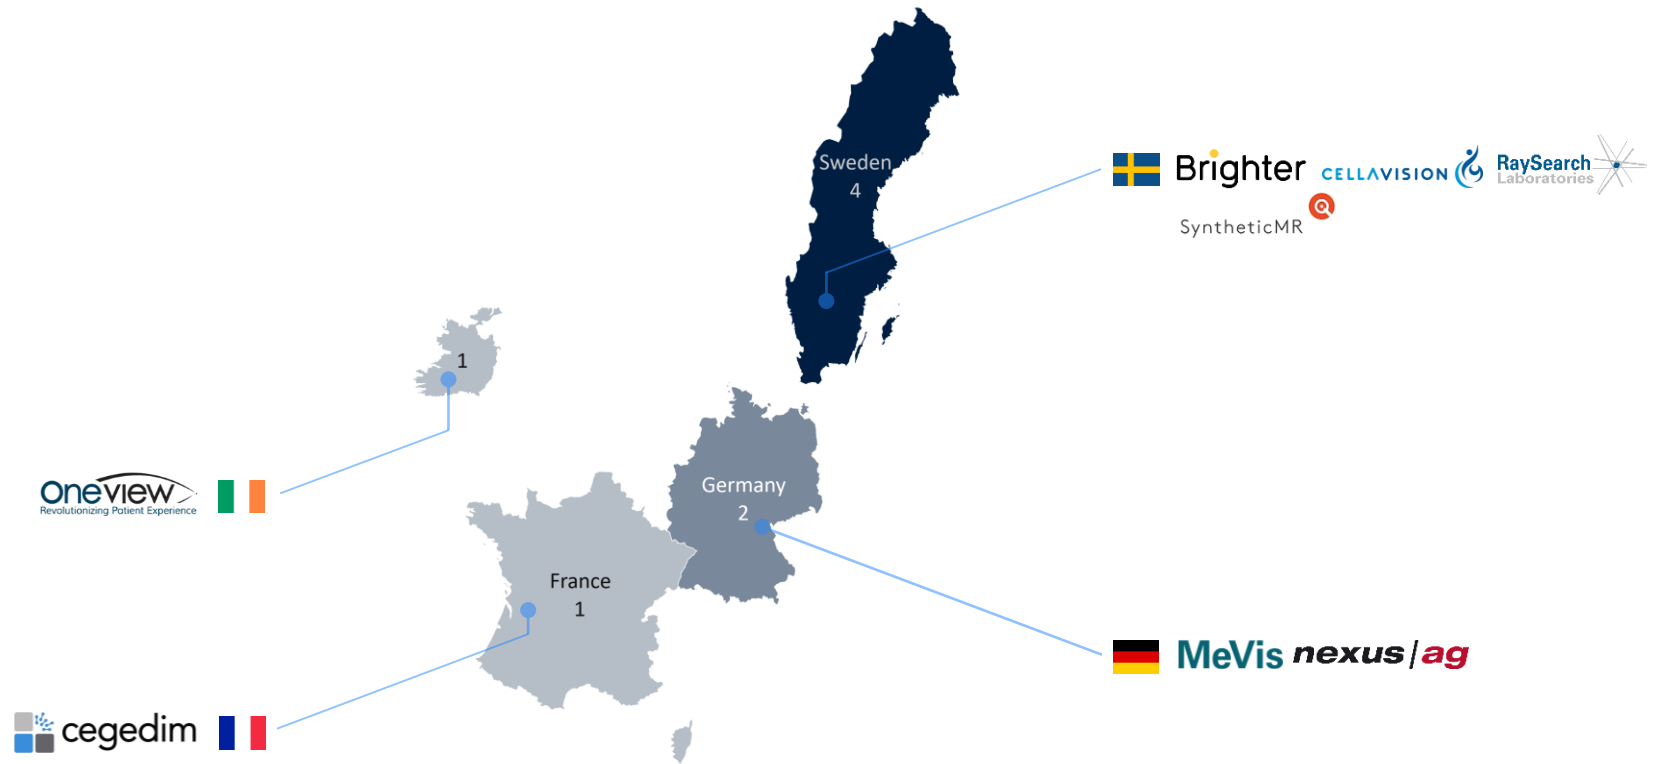 Sweden
4
Brighter CELLAVISION RaySearch
Laboratories
SyntheticMR
1
Oneview
Revolutionizing Patient Experience
Germany
2
France
1
MeVis nexus/ag
cegedim